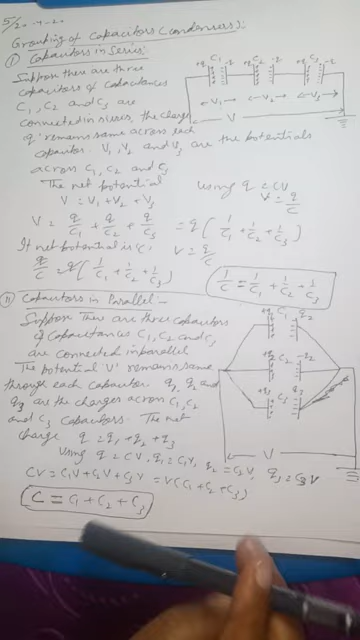 Grouping of Capacitors (Condensers):
(i) Capacitors in Series:
Suppose there are three
capacitors of Capacitances
C₁, C₂ and C₃ are
connected in series, the charge
q remains same across each
capacitor. V₁, V₂ and V₃ are the potentials
across C₁, C₂ and C₃
The net potential
V = V₁ + V₂ + V₃
using q = CV
V = q/C
V = q/C₁ + q/C₂ + q/C₃ = q (1/C₁ + 1/C₂ + 1/C₃)
If net potential is C, V = q/C
q/C = q (1/C₁ + 1/C₂ + 1/C₃)
1/C = 1/C₁ + 1/C₂ + 1/C₃
+q C₁ -q +q C₂ -q +q C₃ -q
V₁ V₂ V₃
V
Capacitors in Parallel:-
Suppose there are three capacitors
of Capacitances C₁, C₂ and C₃
are connected in parallel
The potential 'V' remains same
through each capacitor. q₁, q₂ and
q₃ are the charges across C₁, C₂
and C₃ capacitors. The net
charge q = q₁ + q₂ + q₃
Using q = CV, q₁ = C₁V, q₂ = C₂V, q₃ = C₃V
CV = C₁V + C₂V + C₃V = V(C₁ + C₂ + C₃)
C = C₁ + C₂ + C₃
C₁
C₂
C₃
V